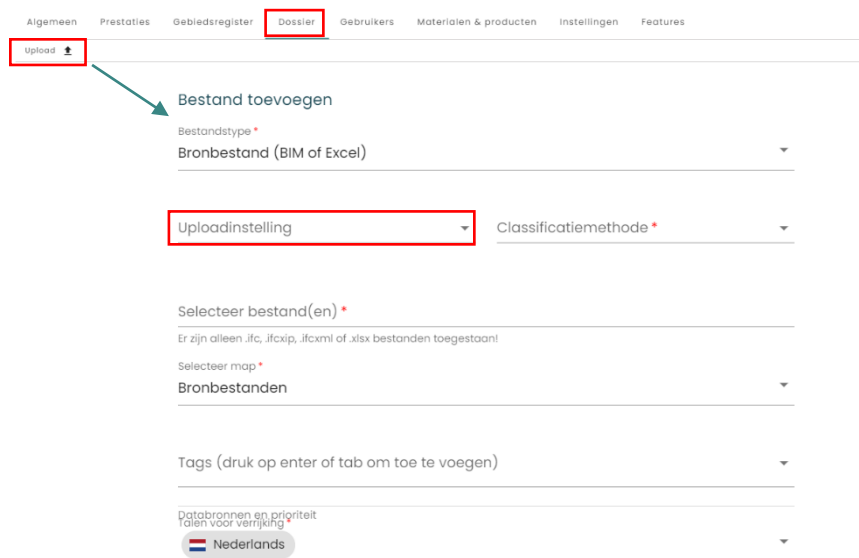 Algemeen Prestaties Gebiedsregister Dossier Gebruikers Materialen & producten Instellingen Features
Upload
Bestand toevoegen
Bestandstype *
Bronbestand (BIM of Excel)
Uploadinstelling Classificatiemethode *
Selecteer bestand(en) *
Er zijn alleen .ifc, .ifcxip, .ifcxml of .xlsx bestanden toegestaan!
Selecteer map *
Bronbestanden
Tags (druk op enter of tab om toe te voegen)
Databronnen en prioriteit
Talen voor verrijking *
Nederlands